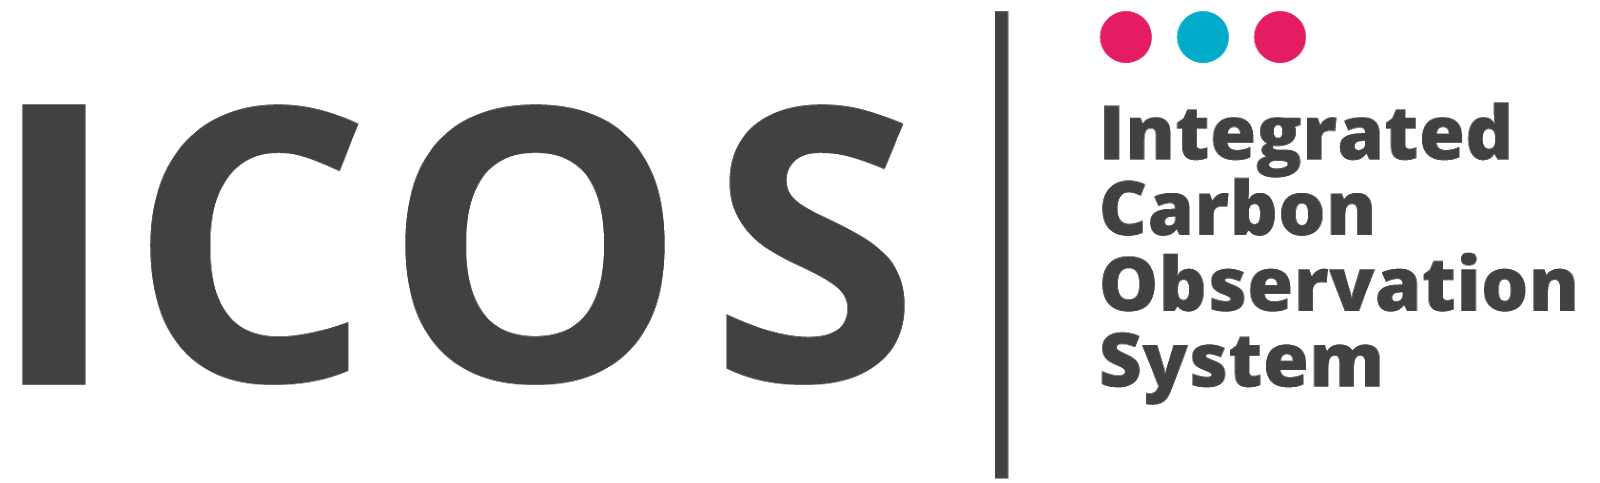 ICOS
Integrated
Carbon
Observation
System